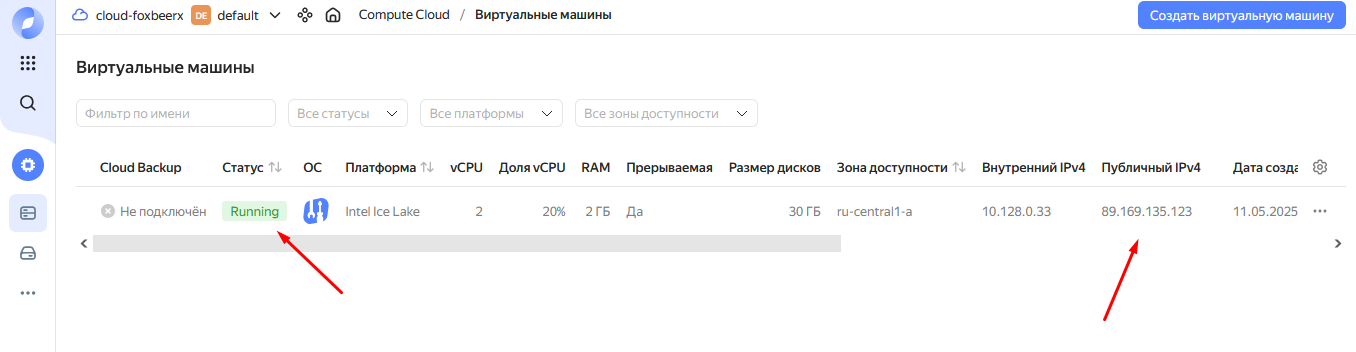 cloud-foxbeerx DE default Compute Cloud / Виртуальные машины Создать виртуальную машину
Виртуальные машины
Фильтр по имени Все статусы Все платформы Все зоны доступности
Cloud Backup Статус ОС Платформа vCPU Доля vCPU RAM Прерываемая Размер дисков Зона доступности Внутренний IPv4 Публичный IPv4 Дата созда
Не подключён Running Intel Ice Lake 2 20% 2 ГБ Да 30 ГБ ru-central1-a 10.128.0.33 89.169.135.123 11.05.2025